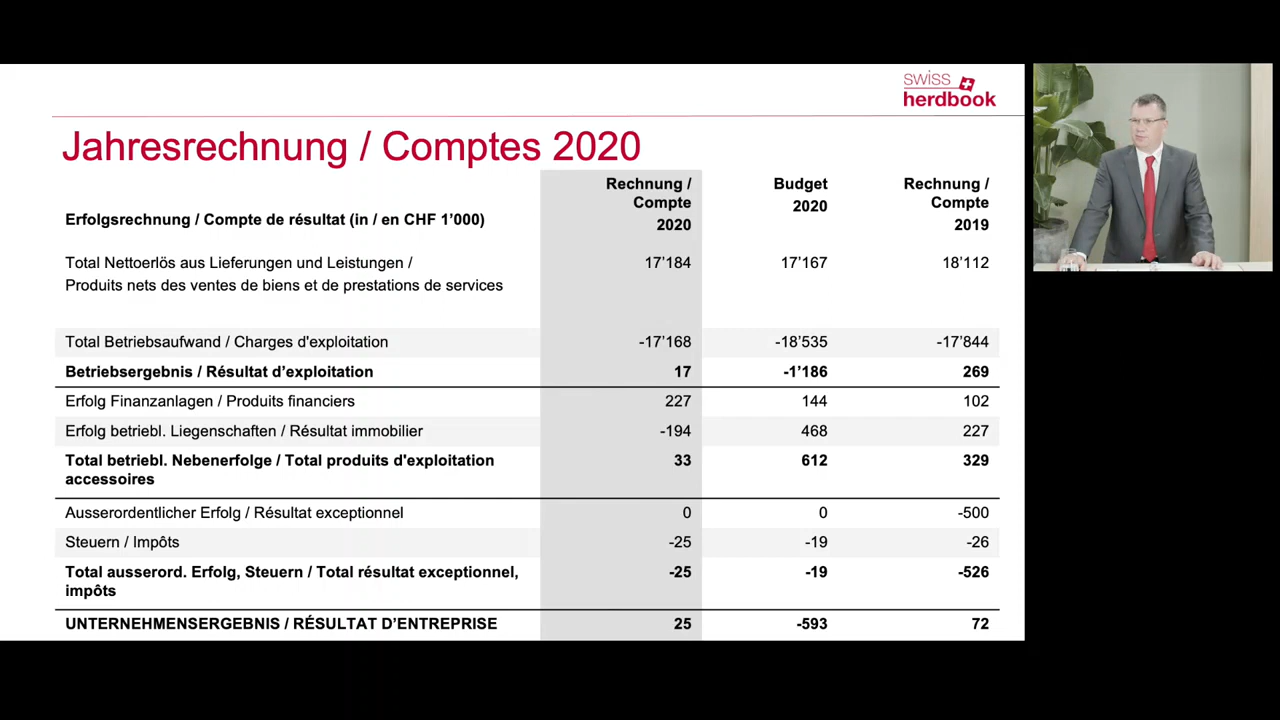 swiss
herdbook
Jahresrechnung / Comptes 2020
Erfolgsrechnung / Compte de résultat (in / en CHF 1’000) Rechnung / Compte 2020 Budget 2020 Rechnung / Compte 2019
Total Nettoerlös aus Lieferungen und Leistungen / 17’184 17’167 18’112
Produits nets des ventes de biens et de prestations de services
Total Betriebsaufwand / Charges d'exploitation -17’168 -18’535 -17’844
Betriebsergebnis / Résultat d’exploitation 17 -1’186 269
Erfolg Finanzanlagen / Produits financiers 227 144 102
Erfolg betriebl. Liegenschaften / Résultat immobilier -194 468 227
Total betriebl. Nebenerfolge / Total produits d'exploitation 33 612 329
accessoires
Ausserordentlicher Erfolg / Résultat exceptionnel 0 0 -500
Steuern / Impôts -25 -19 -26
Total ausserord. Erfolg, Steuern / Total résultat exceptionnel, -25 -19 -526
impôts
UNTERNEHMENSERGEBNIS / RÉSULTAT D’ENTREPRISE 25 -593 72